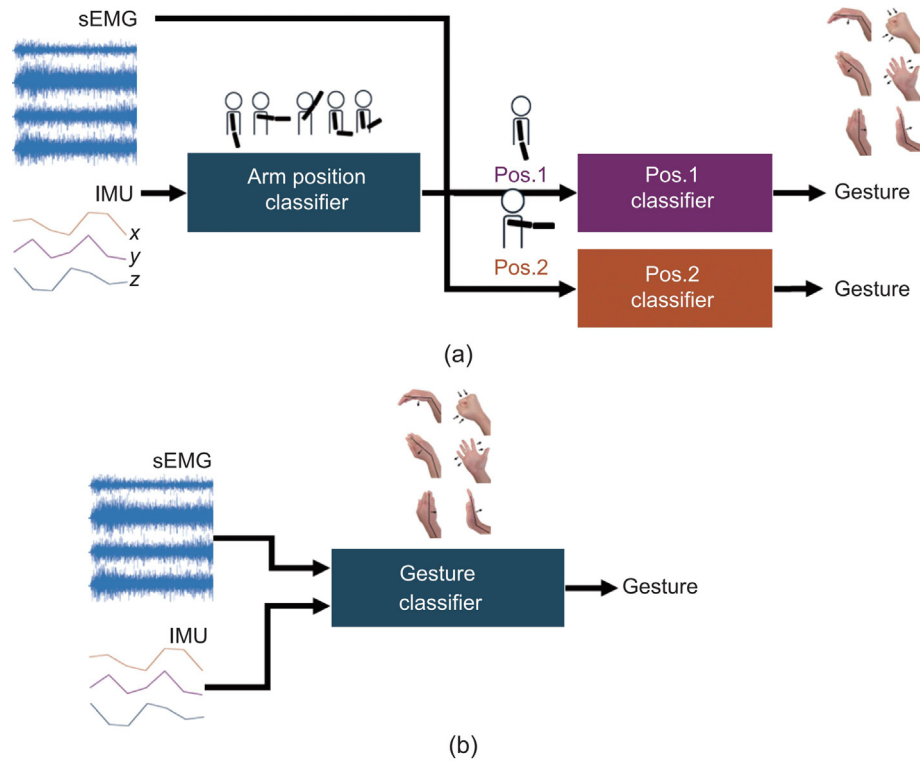 sEMG
IMU
x
y
z
Arm position
classifier
Pos.1
Pos.2
Pos.1
classifier
Pos.2
classifier
Gesture
Gesture
(a)
sEMG
IMU
Gesture
classifier
Gesture
(b)